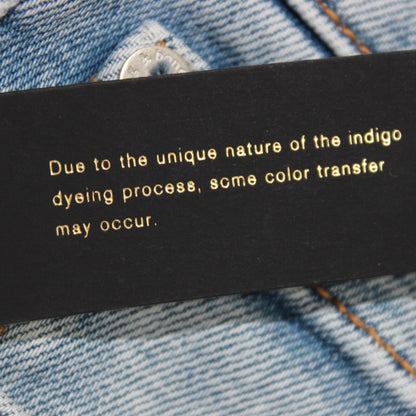 Due to the unique nature of the indigo
dyeing process, some color transfer
may occur.